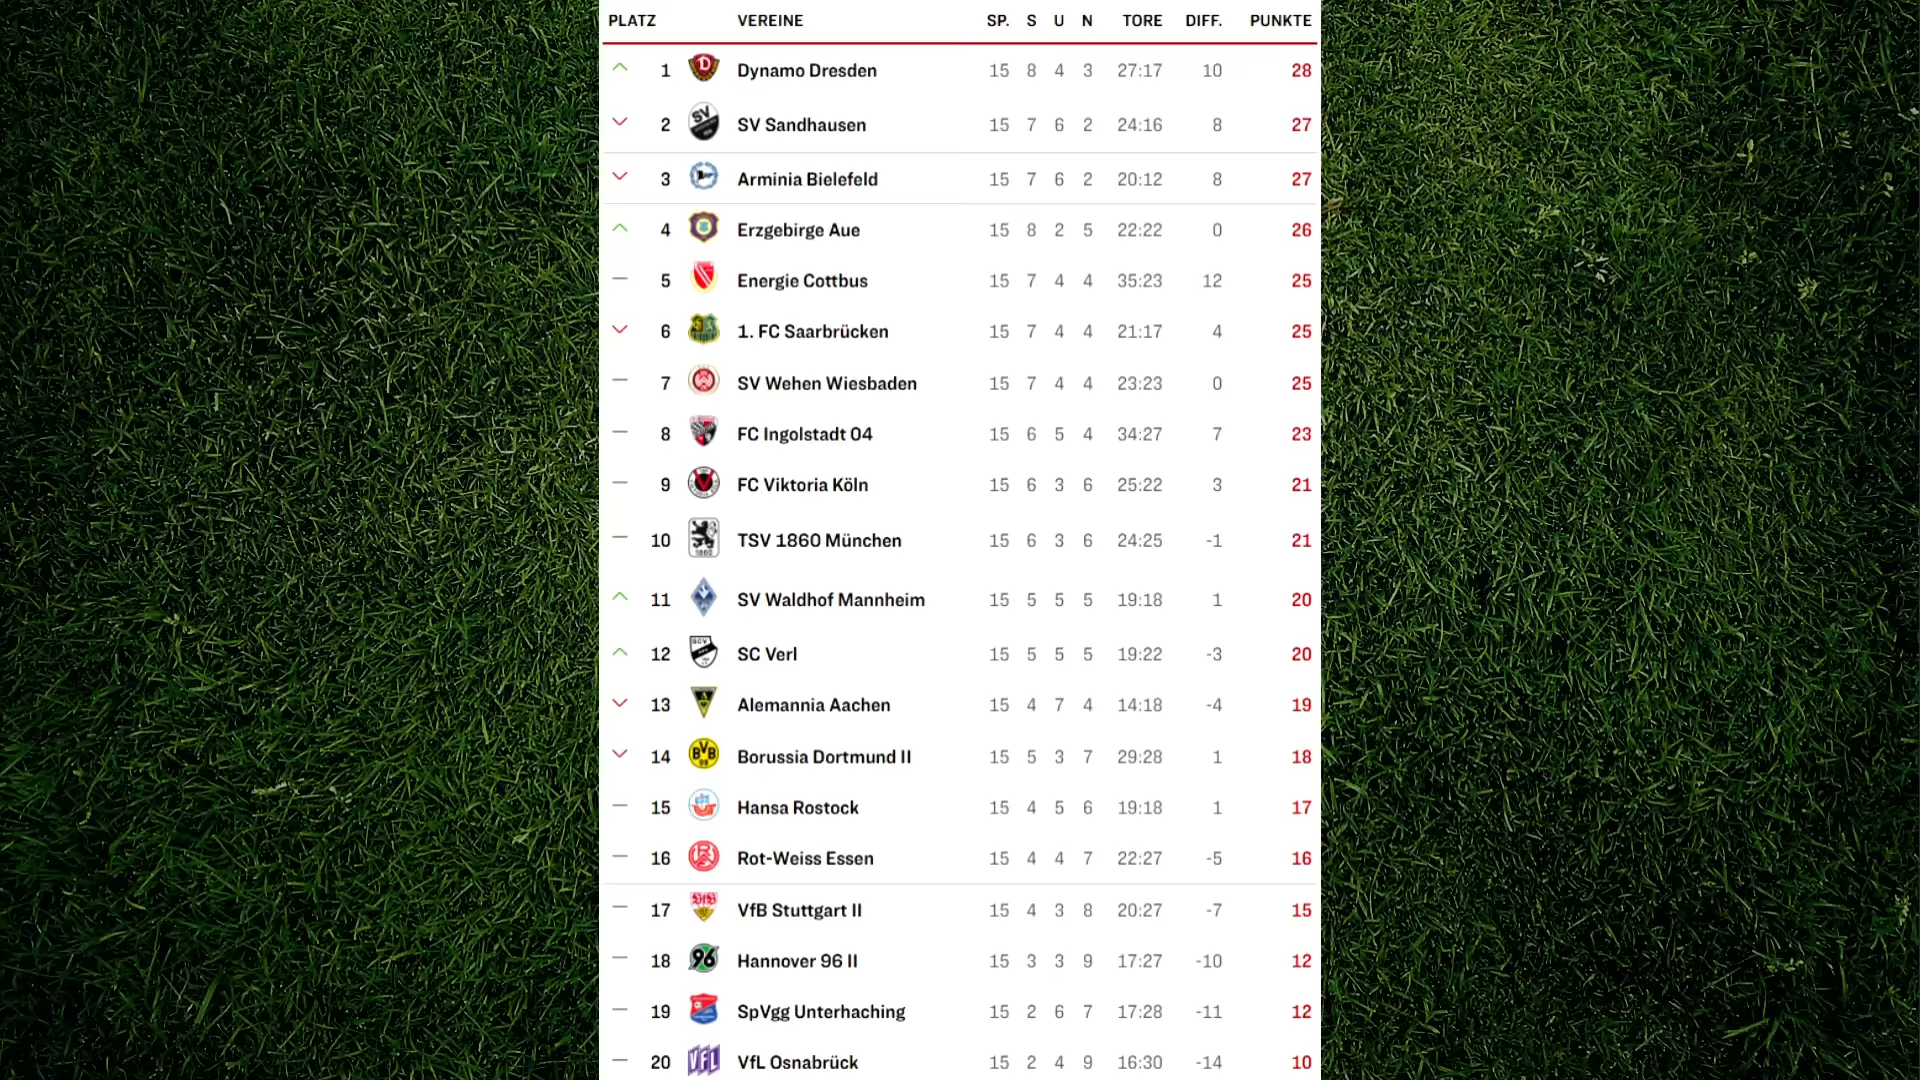 PLATZ VEREINE SP. S U N TORE DIFF. PUNKTE
1 Dynamo Dresden 15 8 4 3 27:17 10 28
2 SV Sandhausen 15 7 6 2 24:16 8 27
3 Arminia Bielefeld 15 7 6 2 20:12 8 27
4 Erzgebirge Aue 15 8 2 5 22:22 0 26
5 Energie Cottbus 15 7 4 4 35:23 12 25
6 1. FC Saarbrücken 15 7 4 4 21:17 4 25
7 SV Wehen Wiesbaden 15 7 4 4 23:23 0 25
8 FC Ingolstadt 04 15 6 5 4 34:27 7 23
9 FC Viktoria Köln 15 6 3 6 25:22 3 21
10 TSV 1860 München 15 6 3 6 24:25 -1 21
11 SV Waldhof Mannheim 15 5 5 5 19:18 1 20
12 SC Verl 15 5 5 5 19:22 -3 20
13 Alemannia Aachen 15 4 7 4 14:18 -4 19
14 Borussia Dortmund II 15 5 3 7 29:28 1 18
15 Hansa Rostock 15 4 5 6 19:18 1 17
16 Rot-Weiss Essen 15 4 4 7 22:27 -5 16
17 VfB Stuttgart II 15 4 3 8 20:27 -7 15
18 Hannover 96 II 15 3 3 9 17:27 -10 12
19 SpVgg Unterhaching 15 2 6 7 17:28 -11 12
20 VfL Osnabrück 15 2 4 9 16:30 -14 10